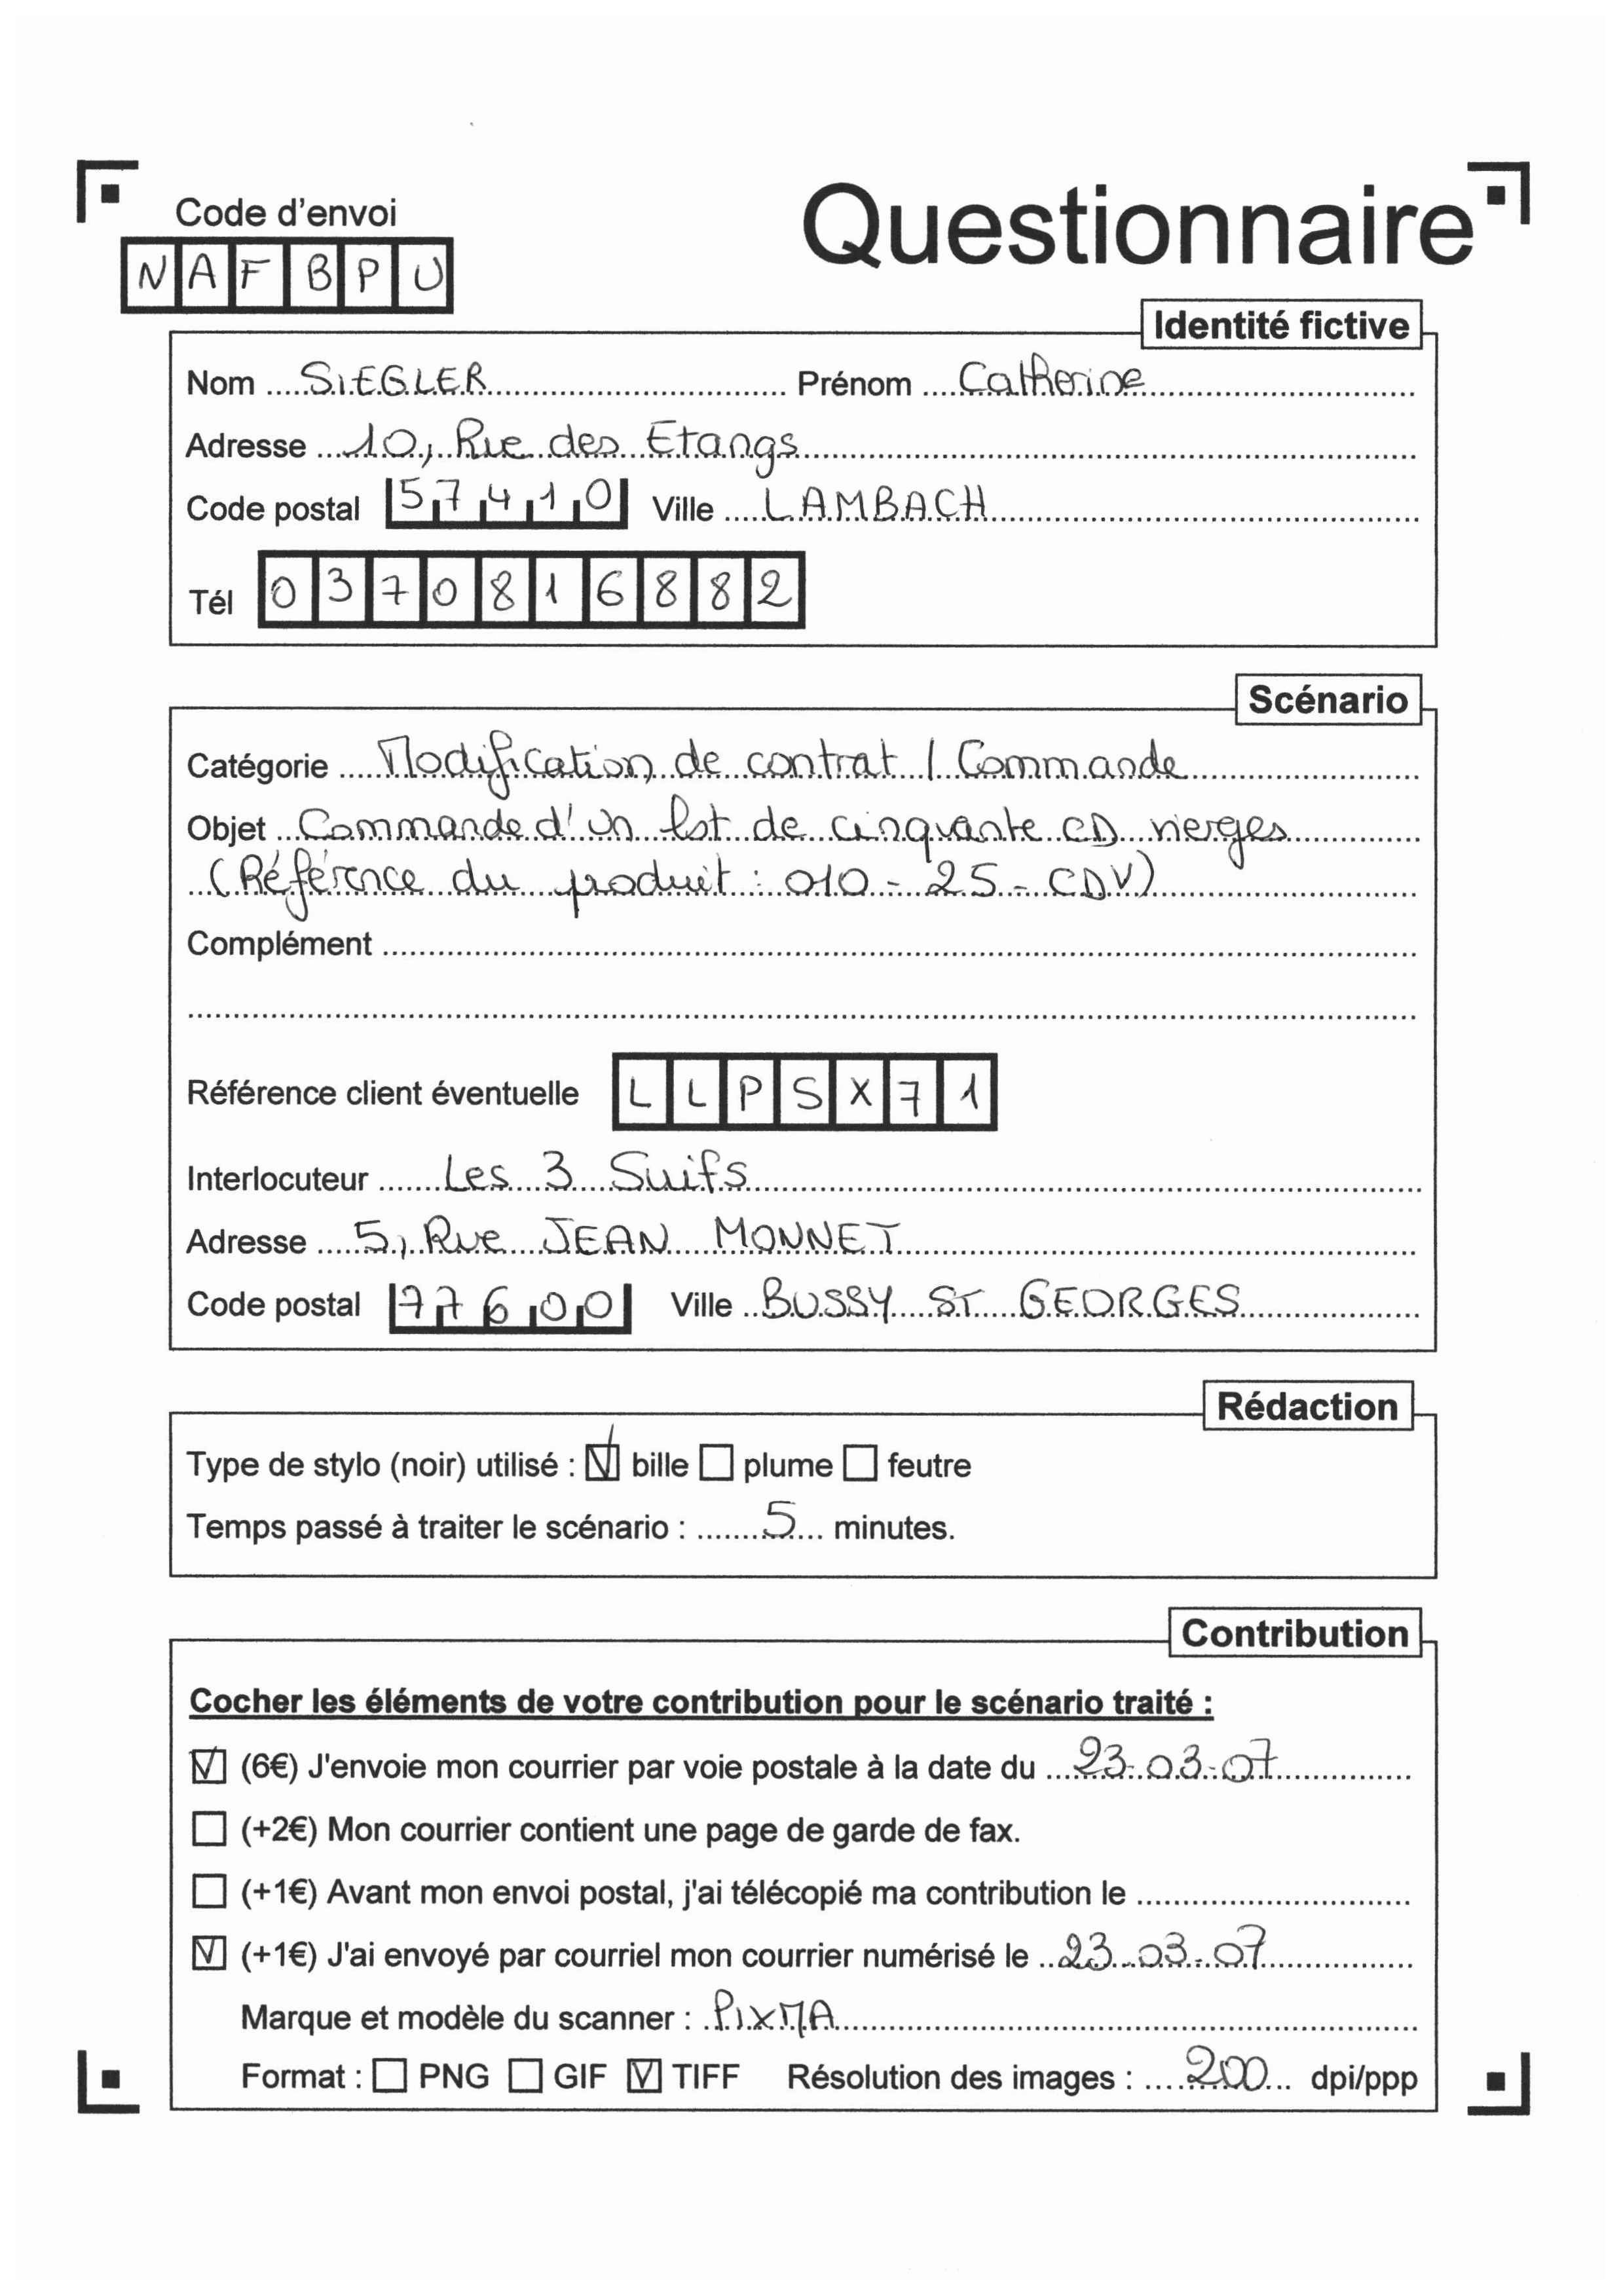 Code d'envoi
Questionnaire
NAFBPU
Identité fictive
Nom SIEGLER Prénom Catherine
Adresse 10, Rue des Etangs
Code postal 57410 Ville LAMBACH
Tél 0370816882
Scénario
Catégorie Modification de contrat / Commande
Objet Commande d'un lot de cinquante CD vierges
(Référence du produit : 010-25-CDV)
Complément
Référence client éventuelle LLPSX71
Interlocuteur Les 3 Suifs
Adresse 5, Rue JEAN MONNET
Code postal 77600 Ville BUSSY ST GEORGES
Rédaction
Type de stylo (noir) utilisé : bille plume feutre
Temps passé à traiter le scénario : 5 minutes.
Contribution
Cocher les éléments de votre contribution pour le scénario traité :
(6€) J'envoie mon courrier par voie postale à la date du 23-03-07
(+2€) Mon courrier contient une page de garde de fax.
(+1€) Avant mon envoi postal, j'ai télécopié ma contribution le
(+1€) J'ai envoyé par courriel mon courrier numérisé le 23-03-07
Marque et modèle du scanner : PIXMA
Format : PNG GIF TIFF Résolution des images : 200 dpi/ppp